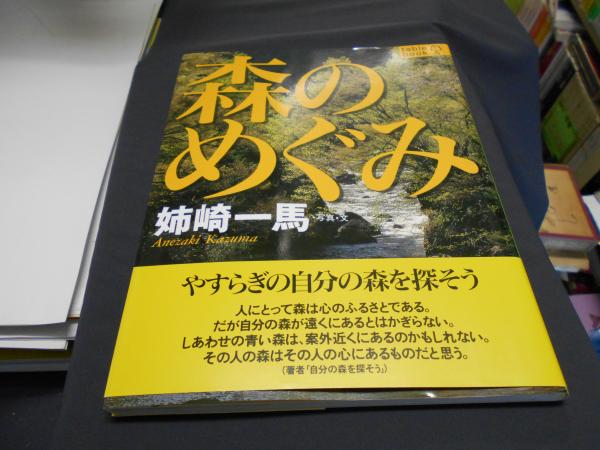 table
book
森の
めぐみ
姉崎一馬 写真・文
Anezaki Kazuma
やすらぎの自分の森を探そう
人にとって森は心のふるさとである。
だが自分の森が遠くにあるとはかぎらない。
しあわせの青い森は、案外近くにあるのかもしれない。
その人の森はその人の心にあるものだと思う。
(著者「自分の森を探そう」)